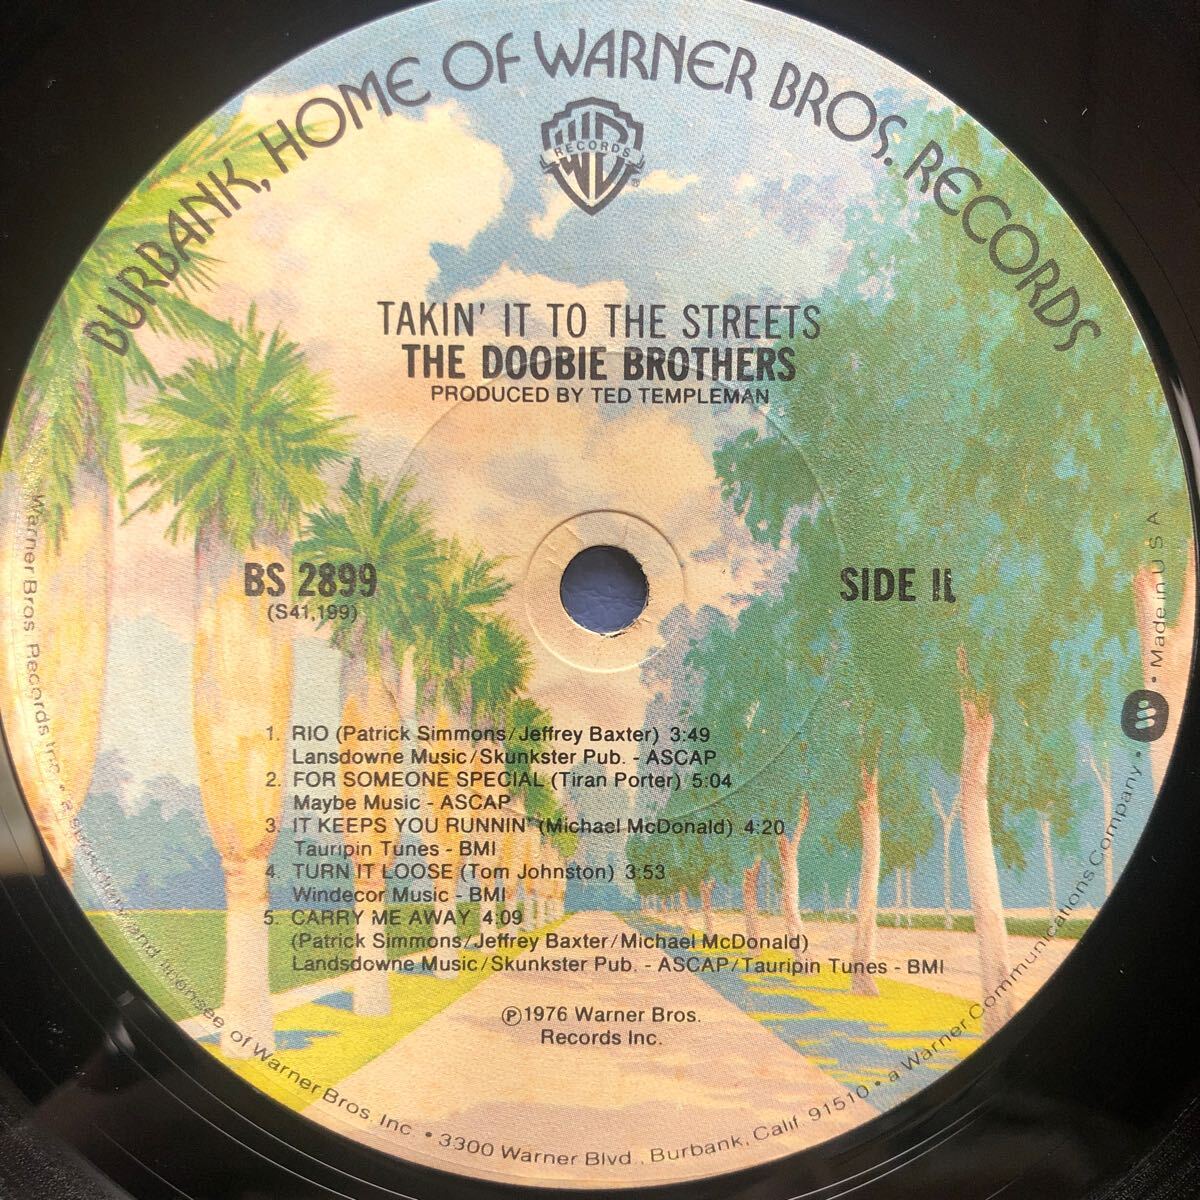 BURBANK, HOME OF WARNER BROS. RECORDS
WB
RECORDS
®
TAKIN' IT TO THE STREETS
THE DOOBIE BROTHERS
PRODUCED BY TED TEMPLEMAN
BS 2899
(S41,199)
SIDE II
1. RIO (Patrick Simmons/Jeffrey Baxter) 3:49
Lansdowne Music/Skunkster Pub. - ASCAP
2. FOR SOMEONE SPECIAL (Tiran Porter) 5:04
Maybe Music - ASCAP
3. IT KEEPS YOU RUNNIN' (Michael McDonald) 4:20
Tauripin Tunes - BMI
4. TURN IT LOOSE (Tom Johnston) 3:53
Windecor Music - BMI
5. CARRY ME AWAY 4:09
(Patrick Simmons/Jeffrey Baxter/Michael McDonald)
Landsdowne Music/Skunkster Pub. - ASCAP/Tauripin Tunes - BMI
℗1976 Warner Bros.
Records Inc.
Warner Bros. Records Inc. • a subsidiary and licensee of Warner Bros. Inc. • 3300 Warner Blvd., Burbank, Calif. 91510 • a Warner Communications Company • Made in U S A